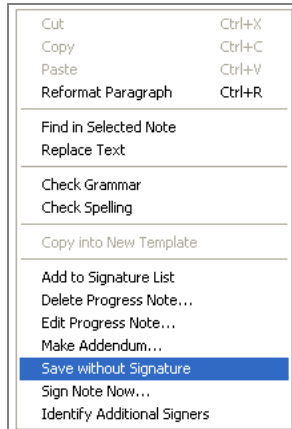 Cut Ctrl+X
Copy Ctrl+C
Paste Ctrl+V
Reformat Paragraph Ctrl+R
Find in Selected Note
Replace Text
Check Grammar
Check Spelling
Copy into New Template
Add to Signature List
Delete Progress Note...
Edit Progress Note...
Make Addendum...
Save without Signature
Sign Note Now...
Identify Additional Signers